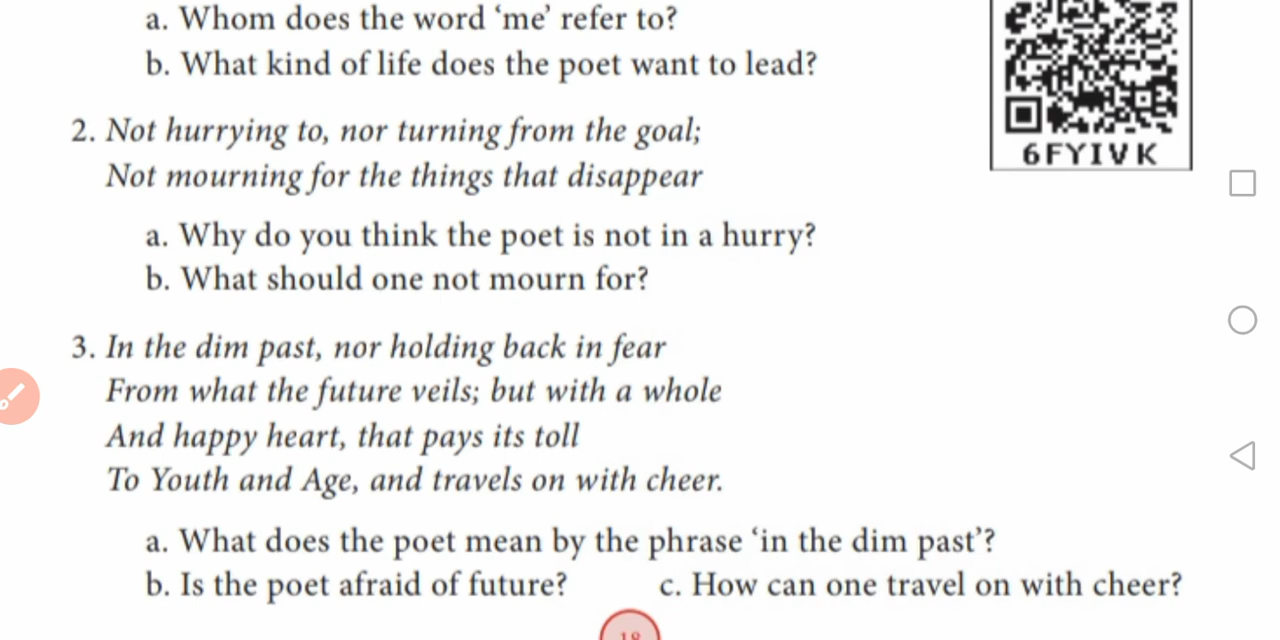 a. Whom does the word ‘me’ refer to?
b. What kind of life does the poet want to lead?
6FYIVK
2. Not hurrying to, nor turning from the goal;
Not mourning for the things that disappear
a. Why do you think the poet is not in a hurry?
b. What should one not mourn for?
3. In the dim past, nor holding back in fear
From what the future veils; but with a whole
And happy heart, that pays its toll
To Youth and Age, and travels on with cheer.
a. What does the poet mean by the phrase ‘in the dim past’?
b. Is the poet afraid of future? c. How can one travel on with cheer?
18